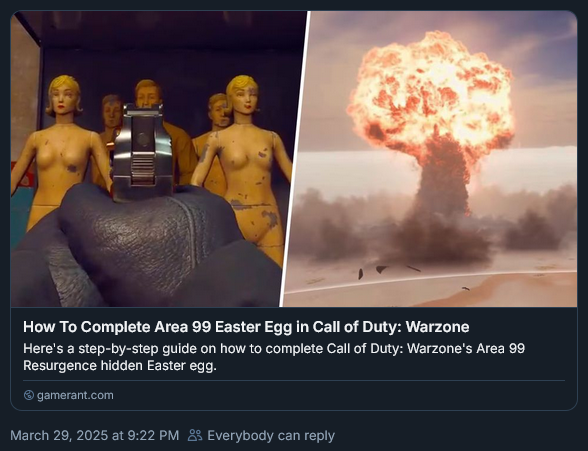 How To Complete Area 99 Easter Egg in Call of Duty: Warzone
Here's a step-by-step guide on how to complete Call of Duty: Warzone's Area 99
Resurgence hidden Easter egg.
gamerant.com
March 29, 2025 at 9:22 PM Everybody can reply